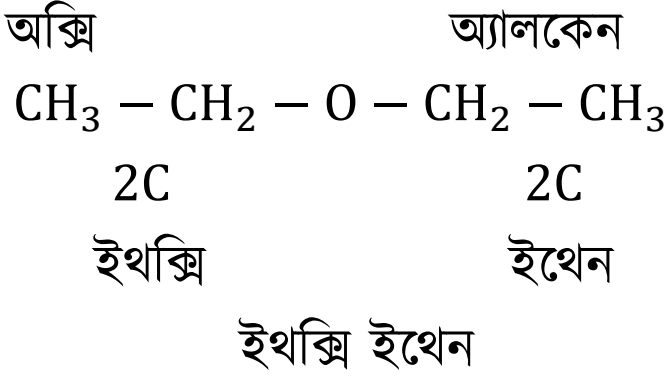 অক্সি অ্যালকেন
CH₃ – CH₂ – O – CH₂ – CH₃
2C 2C
ইথক্সি ইথেন
ইথক্সি ইথেন